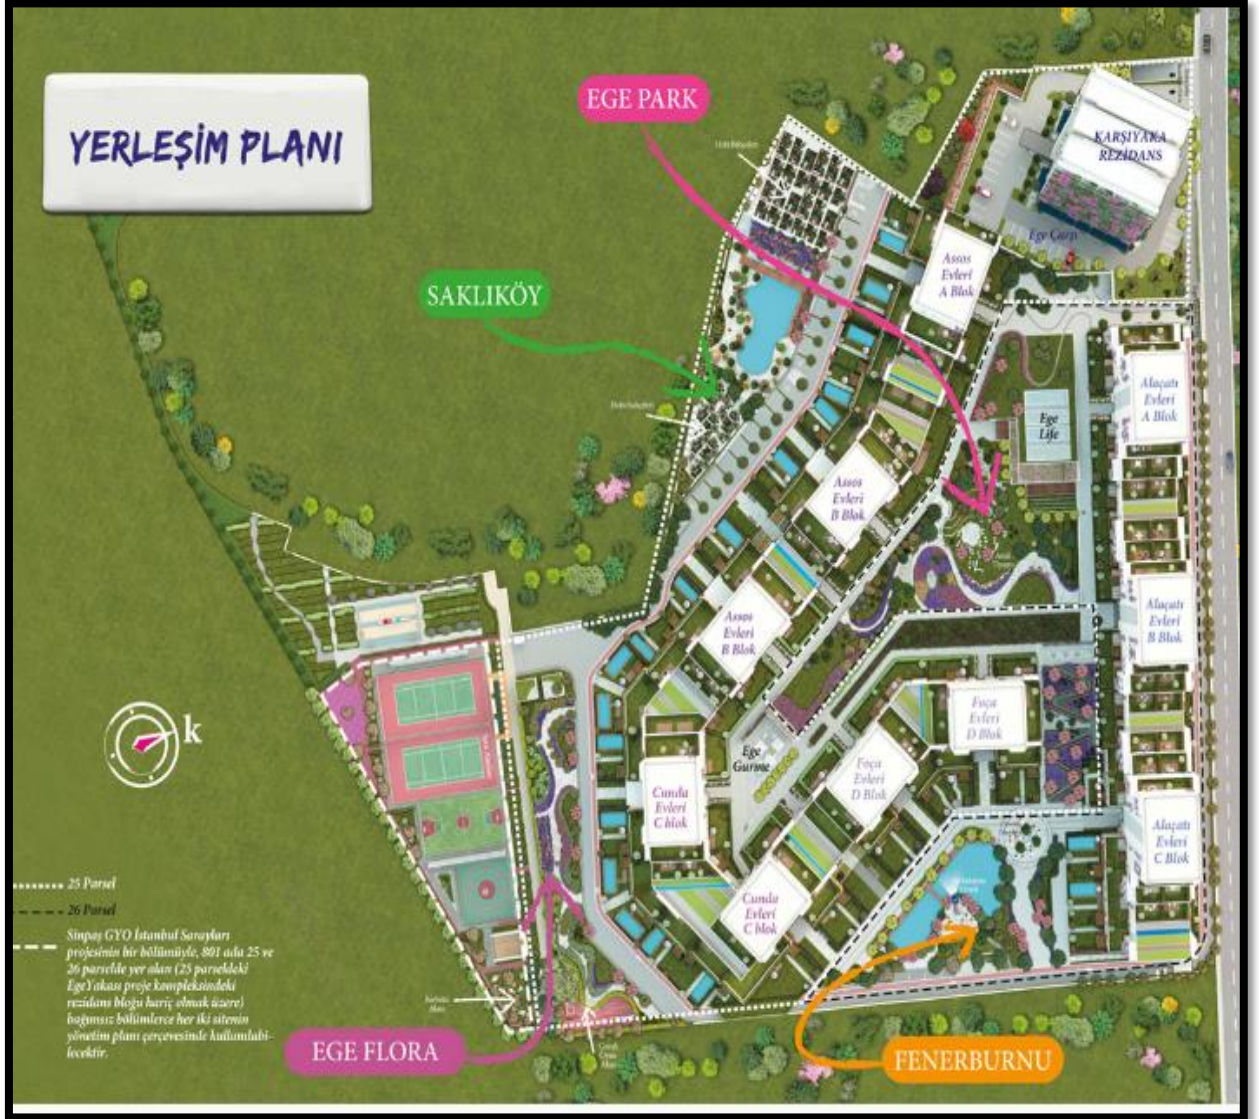 YERLEŞİM PLANI
EGE PARK
KARŞIYAKA
REZİDANS
Ege Çarşı
SAKLIKÖY
Assos
Evleri
A Blok
Alaçatı
Evleri
A Blok
Ege
Life
Assos
Evleri
B Blok
Assos
Evleri
B Blok
Alaçatı
Evleri
B Blok
Foça
Evleri
D Blok
Ege
Gurme
Foça
Evleri
D Blok
k
Cunda
Evleri
C blok
Alaçatı
Evleri
C Blok
Cunda
Evleri
C blok
25 Parsel
26 Parsel
Sinpaş GYO İstanbul Sarayları
projesinin bir bölümüyle, 801 ada 25 ve
26 parselde yer alan (25 parseldeki
EgeYakası proje kompleksindeki
rezidans bloğu hariç olmak üzere)
bağımsız bölümlerce her iki sitenin
yönetim planı çerçevesinde kullanılabi-
lecektir.
EGE FLORA
FENERBURNU